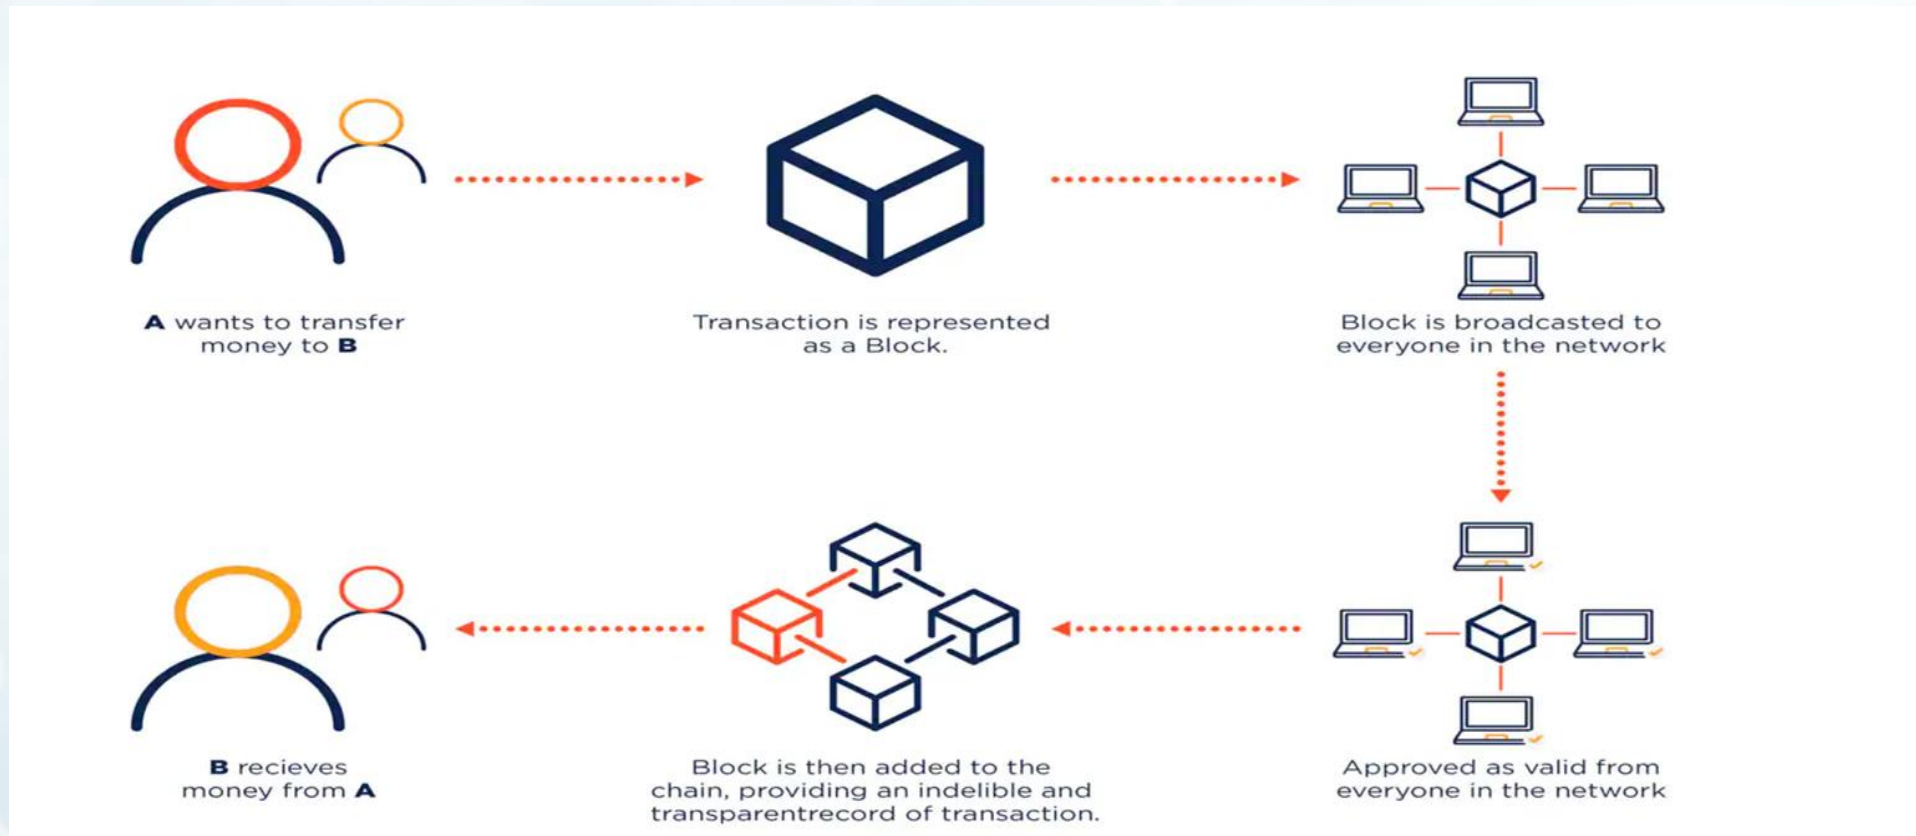 A wants to transfer
money to B
Transaction is represented
as a Block.
Block is broadcasted to
everyone in the network
Approved as valid from
everyone in the network
Block is then added to the
chain, providing an indelible and
transparentrecord of transaction.
B recieves
money from A